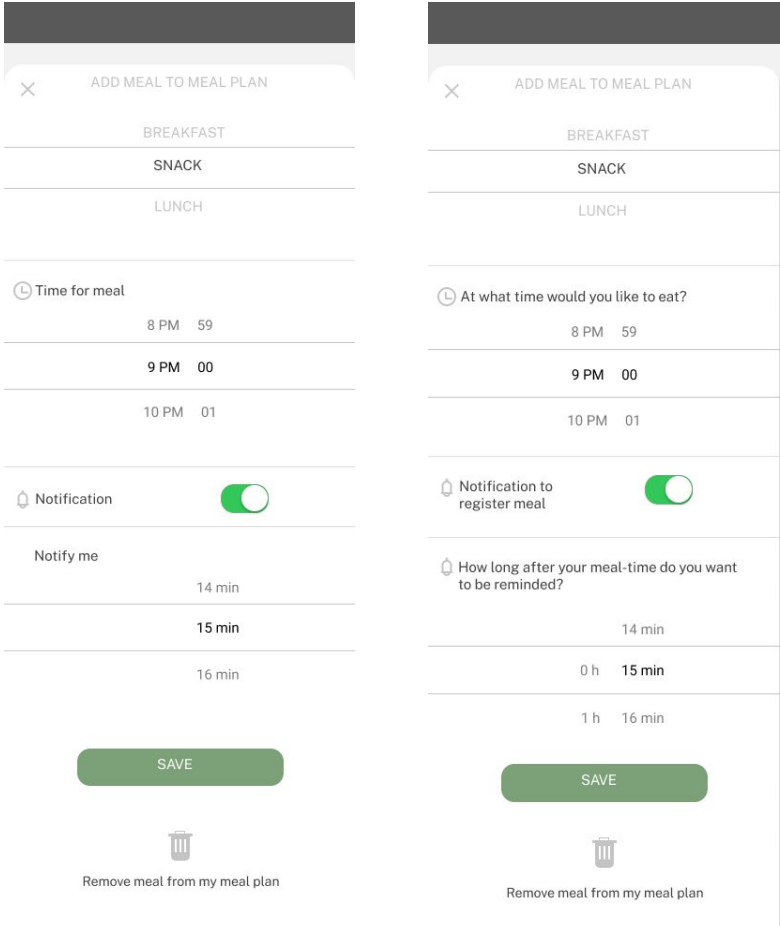 ADD MEAL TO MEAL PLAN
BREAKFAST
SNACK
LUNCH
Time for meal
8 PM 59
9 PM 00
10 PM 01
Notification
Notify me
14 min
15 min
16 min
SAVE
Remove meal from my meal plan
ADD MEAL TO MEAL PLAN
BREAKFAST
SNACK
LUNCH
At what time would you like to eat?
8 PM 59
9 PM 00
10 PM 01
Notification to
register meal
How long after your meal-time do you want
to be reminded?
14 min
0 h 15 min
1 h 16 min
SAVE
Remove meal from my meal plan